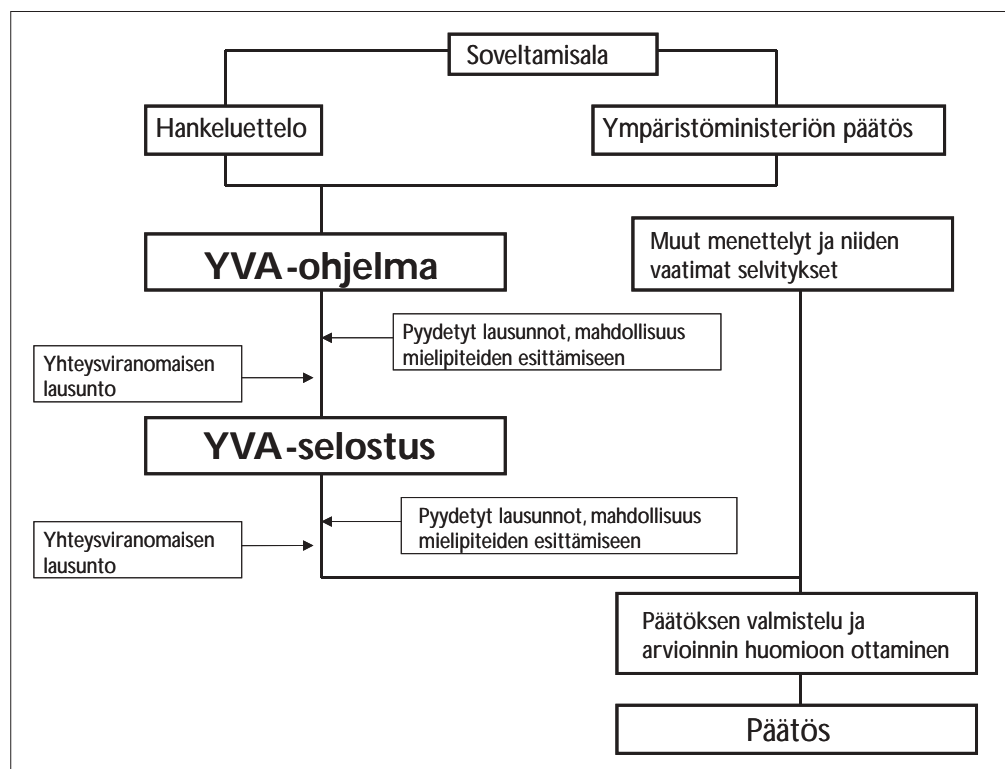 Soveltamisala
Hankeluettelo
Ympäristöministeriön päätös
YVA-ohjelma
Muut menettelyt ja niiden
vaatimat selvitykset
Pyydetyt lausunnot, mahdollisuus
mielipiteiden esittämiseen
Yhteysviranomaisen
lausunto
YVA-selostus
Pyydetyt lausunnot, mahdollisuus
mielipiteiden esittämiseen
Yhteysviranomaisen
lausunto
Päätöksen valmistelu ja
arvioinnin huomioon ottaminen
Päätös